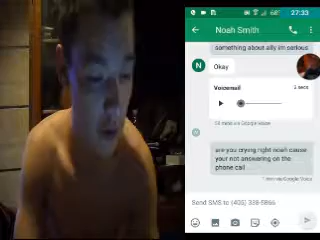 27:33
Noah Smith
something about ally im serious
N
Okay
Voicemail
are you crying right noah cause
your not answering on the
phone call
Send SMS to (405) 338-5866